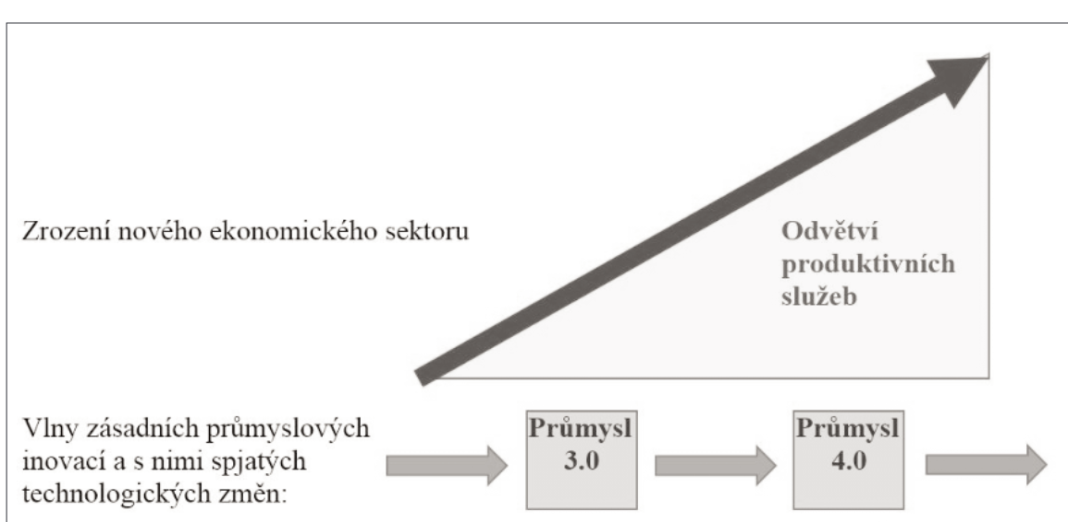 Zrození nového ekonomického sektoru
Odvětví
produktivních
služeb
Vlny zásadních průmyslových
inovací a s nimi spjatých
technologických změn:
Průmysl
3.0
Průmysl
4.0